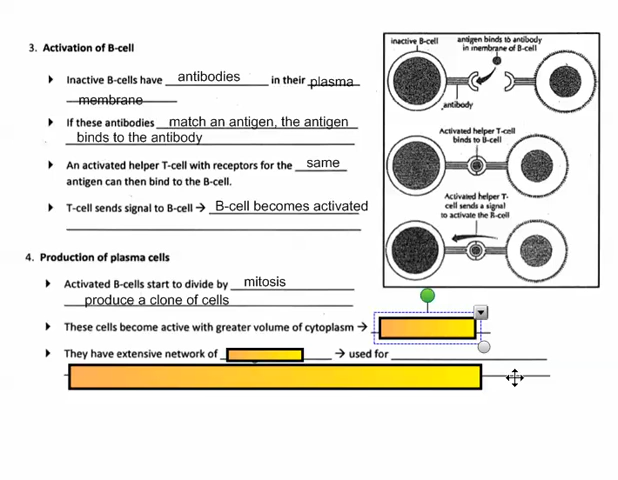 3. Activation of B-cell
Inactive B-cells have antibodies in their plasma
membrane
If these antibodies match an antigen, the antigen
binds to the antibody
An activated helper T-cell with receptors for the same
antigen can then bind to the B-cell.
T-cell sends signal to B-cell → B-cell becomes activated
4. Production of plasma cells
Activated B-cells start to divide by mitosis
produce a clone of cells
These cells become active with greater volume of cytoplasm →
They have extensive network of → used for
inactive B-cell
antigen binds to antibody
in membrane of B-cell
antibody
Activated helper T-cell
binds to B-cell
Activated helper T-
cell sends a signal
to activate the B-cell